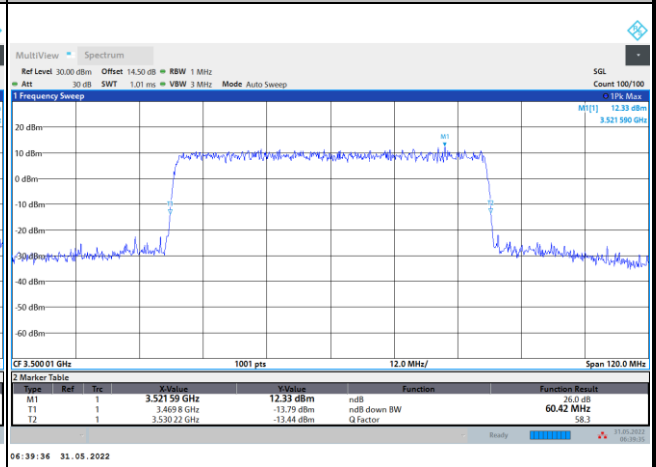 MultiView Spectrum
Ref Level 30.00 dBm Offset 14.50 dB RBW 1 MHz SGL
Att 30 dB SWT 1.01 ms VBW 3 MHz Mode Auto Sweep Count 100/100
1 Frequency Sweep 1Pk Max
M1[1] 12.33 dBm
3.521 590 GHz
20 dBm
M1
10 dBm
0 dBm
-10 dBm
-20 dBm
-30 dBm
-40 dBm
-50 dBm
-60 dBm
CF 3.500 01 GHz 1001 pts 12.0 MHz/ Span 120.0 MHz
2 Marker Table
Type Ref Trc X-Value Y-Value Function Function Result
M1 1 3.521 59 GHz 12.33 dBm ndB 26.0 dB
T1 1 3.469 8 GHz -13.79 dBm ndB down BW 60.42 MHz
T2 1 3.530 22 GHz -13.44 dBm Q Factor 58.3
Ready 31.05.2022
06:39:35
06:39:36 31.05.2022